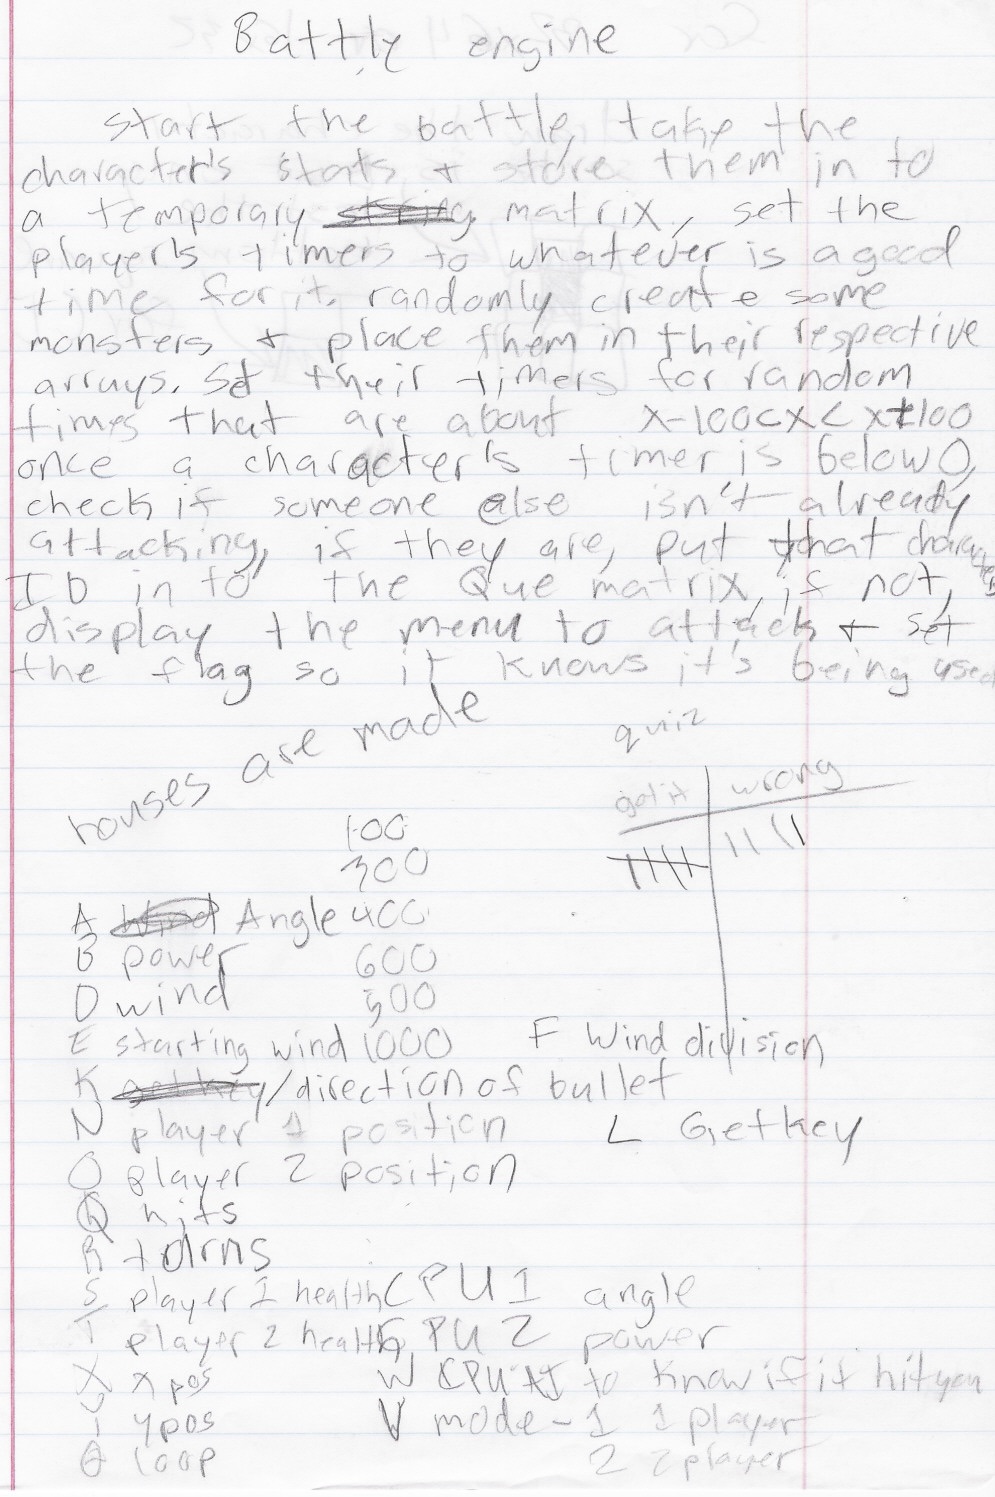 Battle engine
start the battle, take the
character's stats & store them in to
a temporary matrix, set the
player's timers to whatever is a good
time for it. randomly create some
monsters & place them in their respective
arrays. Set their timers for random
times that are about X-100<X<X+100
once a character's timer is below 0,
check if someone else isn't already
attacking, if they are, put that characters
ID in to the Que matrix, if not,
display the menu to attack & set
the flag so it knows it's being used
houses are made
quiz
got it wrong
100
300
A Angle 400
B power 600
D wind 500
E starting wind 1000 F Wind division
K /direction of bullet
N player 1 position L Getkey
O player 2 position
Q hits
R turns
S player 1 health CPU 1 angle
T player 2 health G CPU 2 power
X x pos W CPU AI to know if it hit you
Y ypos V mode - 1 1 player
θ loop 2 2 player